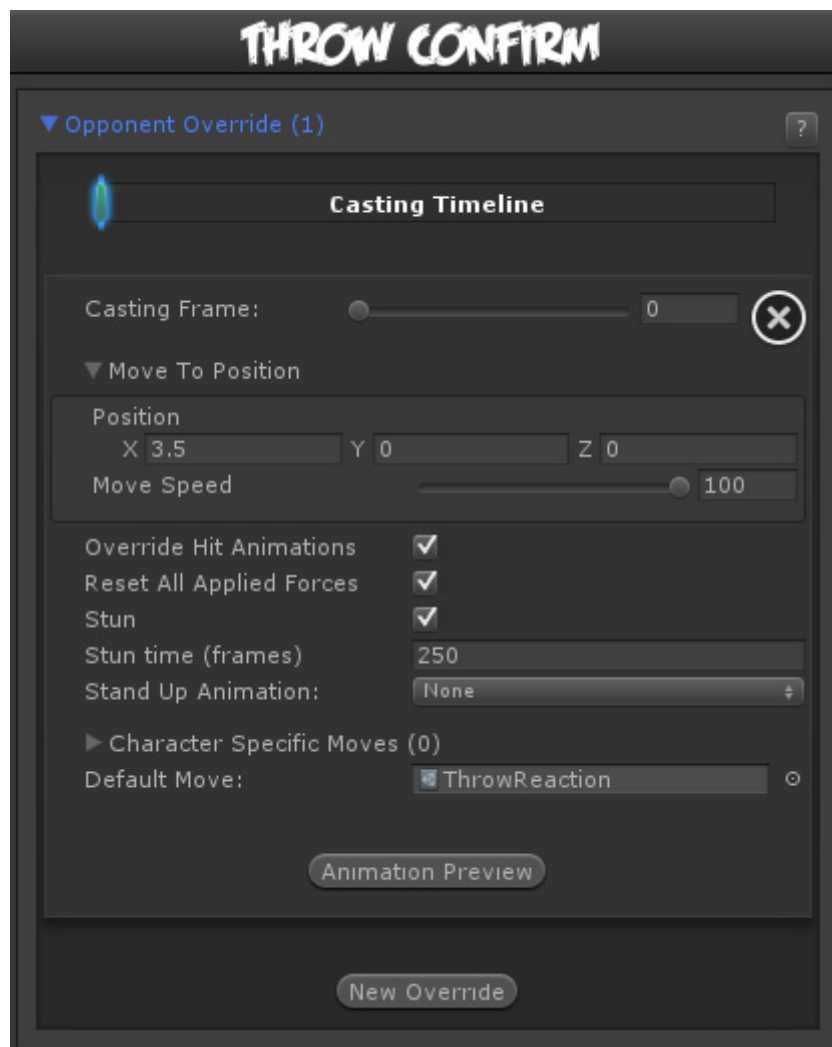 THROW CONFIRM
Opponent Override (1)
?
Casting Timeline
Casting Frame: 0
Move To Position
Position
X 3.5 Y 0 Z 0
Move Speed 100
Override Hit Animations
Reset All Applied Forces
Stun
Stun time (frames) 250
Stand Up Animation: None
Character Specific Moves (0)
Default Move: ThrowReaction
Animation Preview
New Override